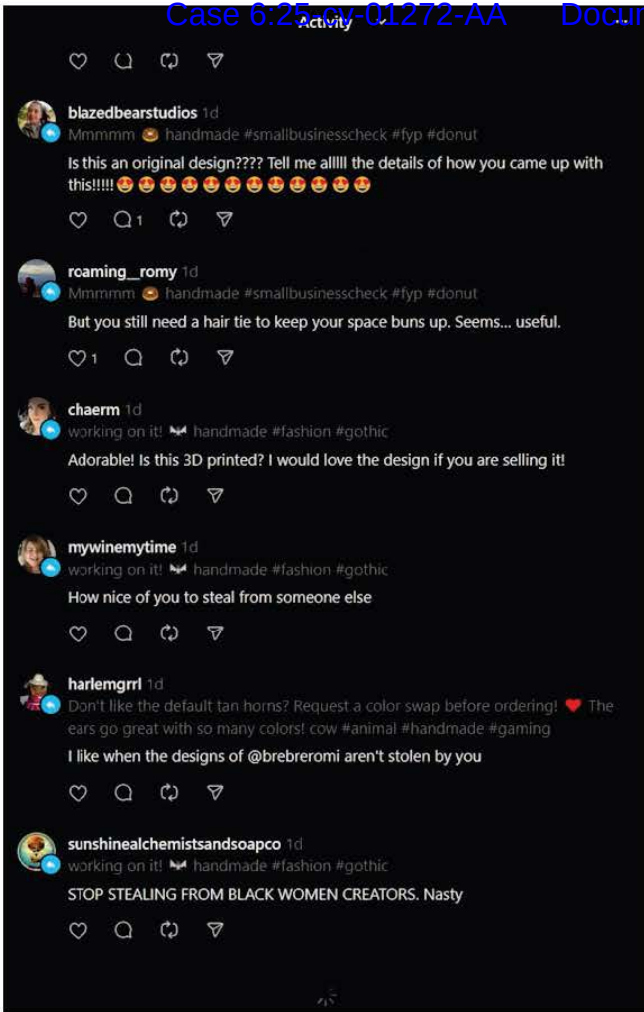 Case 6:25-cv-01272-AA Docum
Activity
blazedbearstudios 1d
Mmmmm 🍩 handmade #smallbusinesscheck #fyp #donut
Is this an original design???? Tell me alllll the details of how you came up with
this!!!!! 😍😍😍😍😍😍😍😍😍😍😍😍
1
roaming__romy 1d
Mmmmm 🍩 handmade #smallbusinesscheck #fyp #donut
But you still need a hair tie to keep your space buns up. Seems... useful.
1
chaerm 1d
working on it! 🦇 handmade #fashion #gothic
Adorable! Is this 3D printed? I would love the design if you are selling it!
mywinemytime 1d
working on it! 🦇 handmade #fashion #gothic
How nice of you to steal from someone else
harlemgrrl 1d
Don't like the default tan horns? Request a color swap before ordering! ♥️ The
ears go great with so many colors! cow #animal #handmade #gaming
I like when the designs of @brebreromi aren't stolen by you
sunshinealchemistsandsoapco 1d
working on it! 🦇 handmade #fashion #gothic
STOP STEALING FROM BLACK WOMEN CREATORS. Nasty